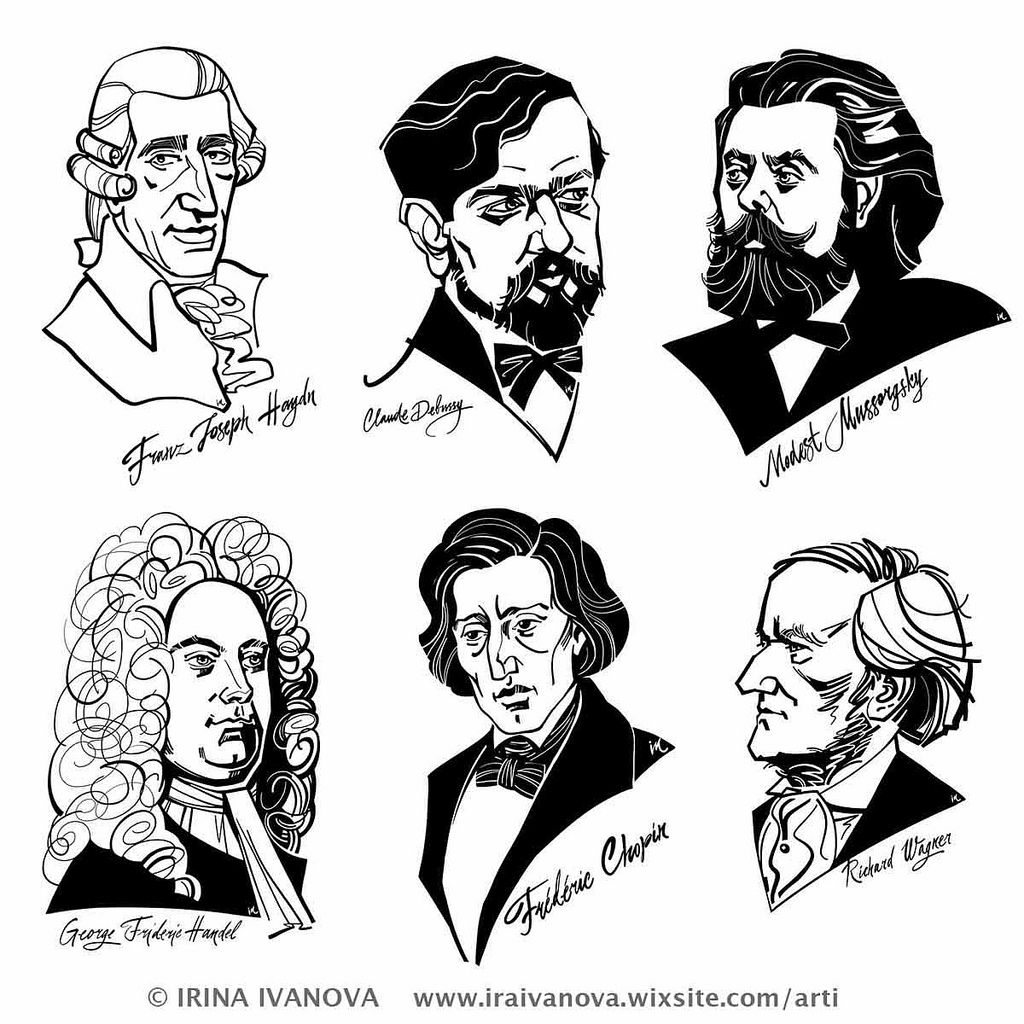 Franz Joseph Haydn
Claude Debussy
Modest Mussorgsky
George Frideric Handel
Frédéric Chopin
Richard Wagner
© IRINA IVANOVA www.iraivanova.wixsite.com/arti